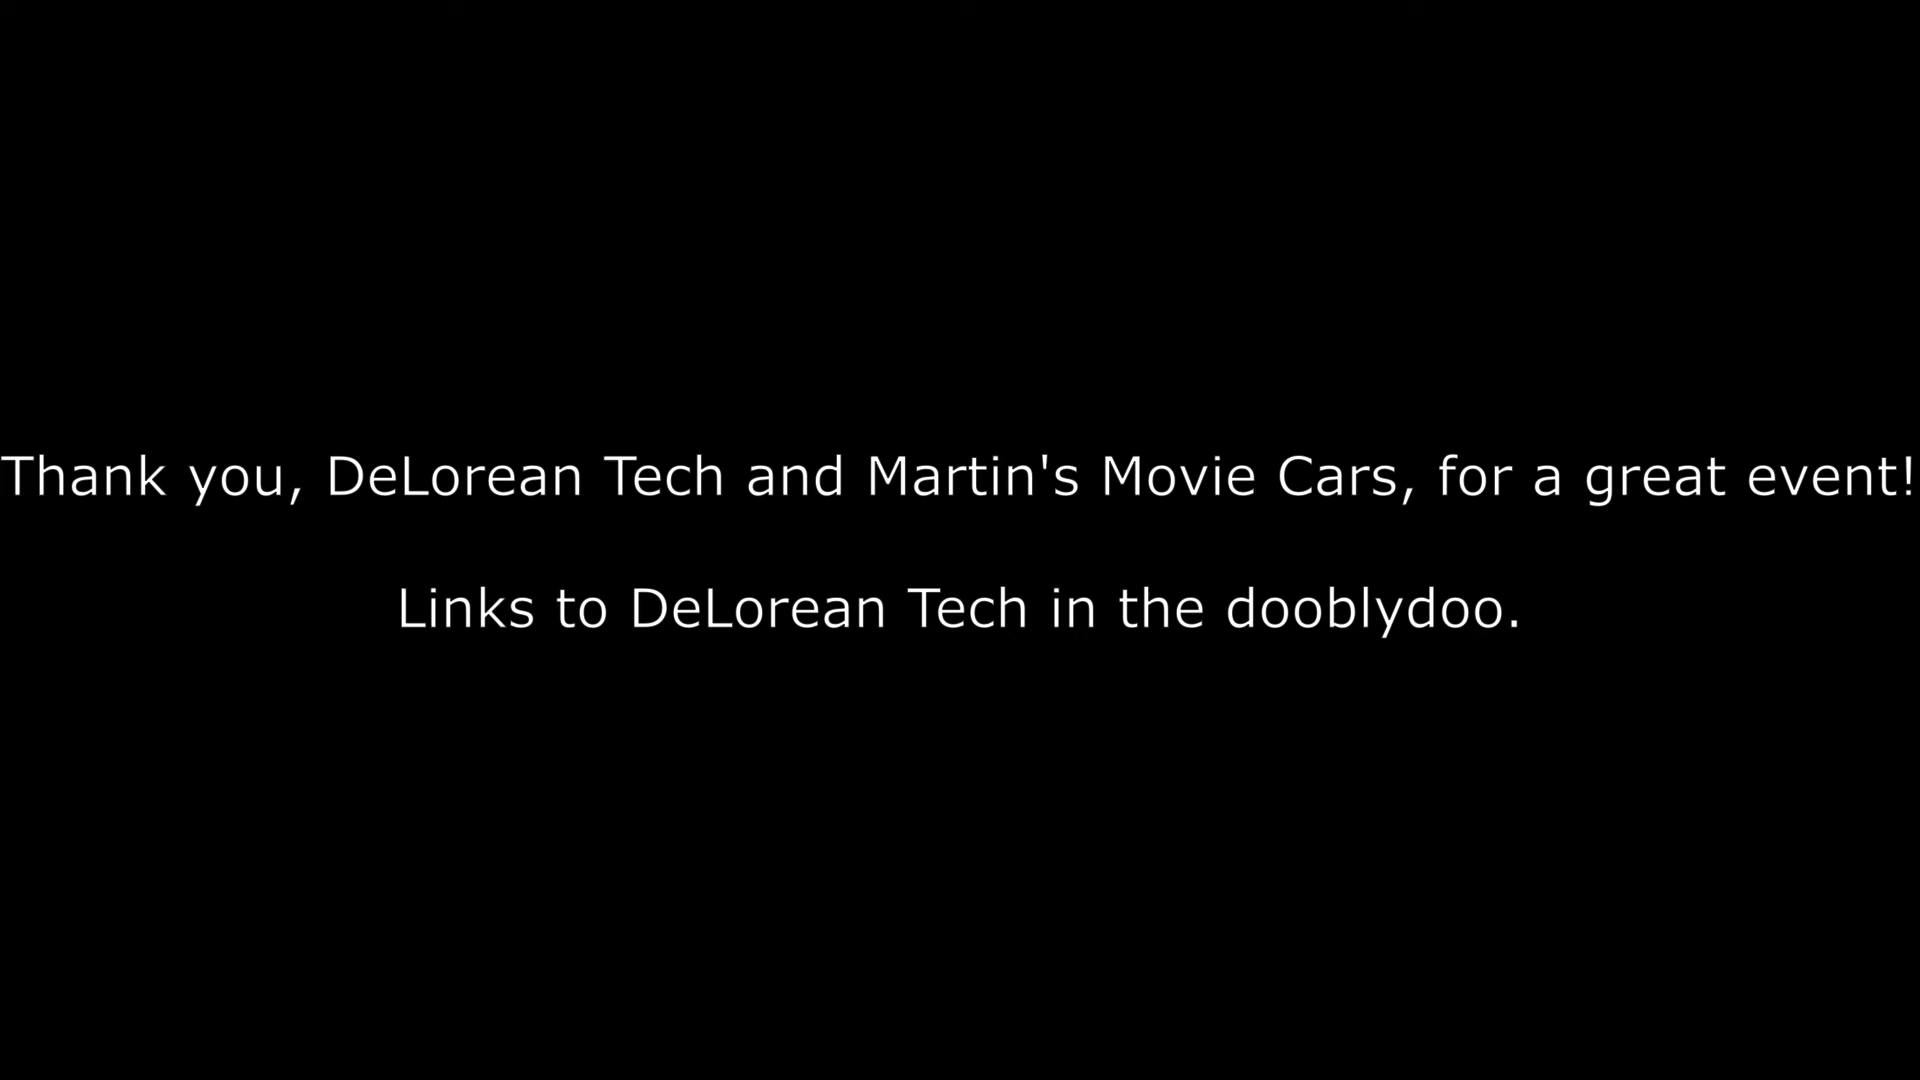 Thank you, DeLorean Tech and Martin's Movie Cars, for a great event!
Links to DeLorean Tech in the dooblydoo.